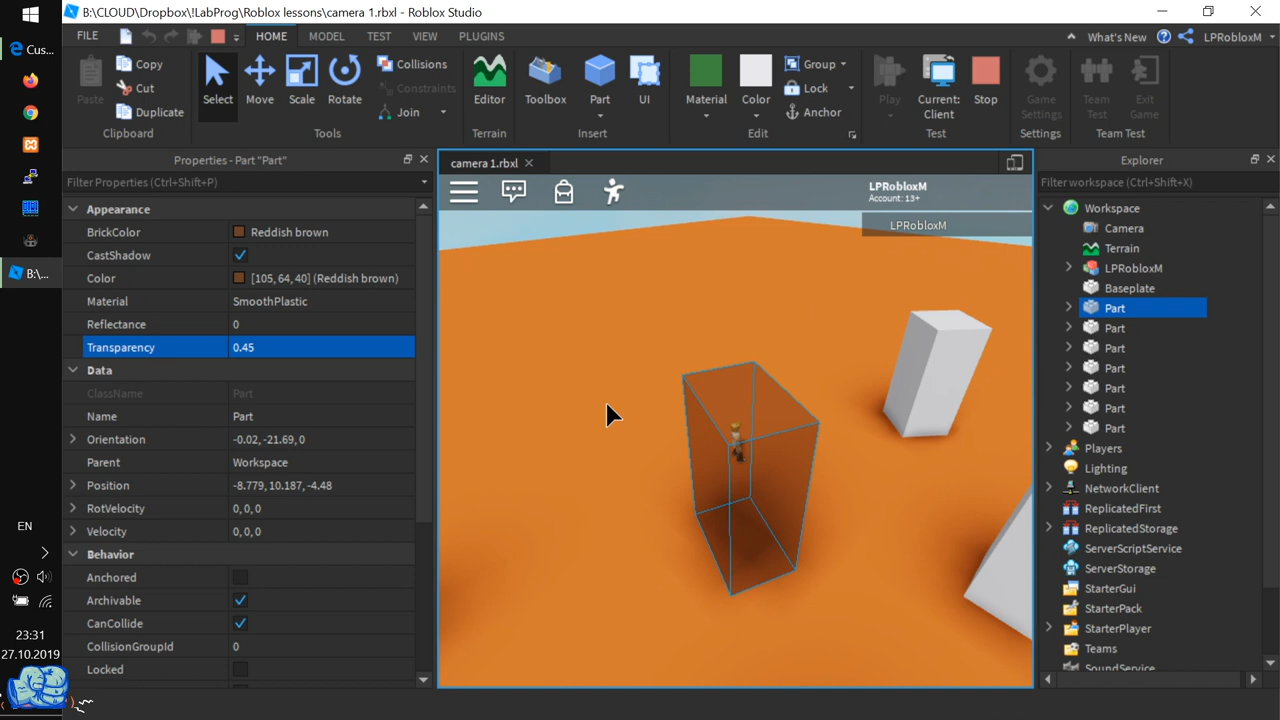 B:\CLOUD\Dropbox\!LabProg\Roblox lessons\camera 1.rbxl - Roblox Studio
FILE HOME MODEL TEST VIEW PLUGINS What's New LPRobloxM
Paste Copy Cut Duplicate
Clipboard
Select Move Scale Rotate Collisions Constraints Join
Tools
Editor
Terrain
Toolbox Part UI
Insert
Material Color Group Lock Anchor
Edit
Play Current: Client Stop
Test
Game Settings
Settings
Team Test Exit Game
Team Test
Cus...
B:\...
EN
23:31
27.10.2019
Properties - Part "Part"
Filter Properties (Ctrl+Shift+P)
Appearance
BrickColor Reddish brown
CastShadow
Color [105, 64, 40] (Reddish brown)
Material SmoothPlastic
Reflectance 0
Transparency 0.45
Data
ClassName Part
Name Part
Orientation -0.02, -21.69, 0
Parent Workspace
Position -8.779, 10.187, -4.48
RotVelocity 0, 0, 0
Velocity 0, 0, 0
Behavior
Anchored
Archivable
CanCollide
CollisionGroupId 0
Locked
camera 1.rbxl
LPRobloxM
Account: 13+
LPRobloxM
Explorer
Filter workspace (Ctrl+Shift+X)
Workspace
Camera
Terrain
LPRobloxM
Baseplate
Part
Part
Part
Part
Part
Part
Part
Players
Lighting
NetworkClient
ReplicatedFirst
ReplicatedStorage
ServerScriptService
ServerStorage
StarterGui
StarterPack
StarterPlayer
Teams
SoundService